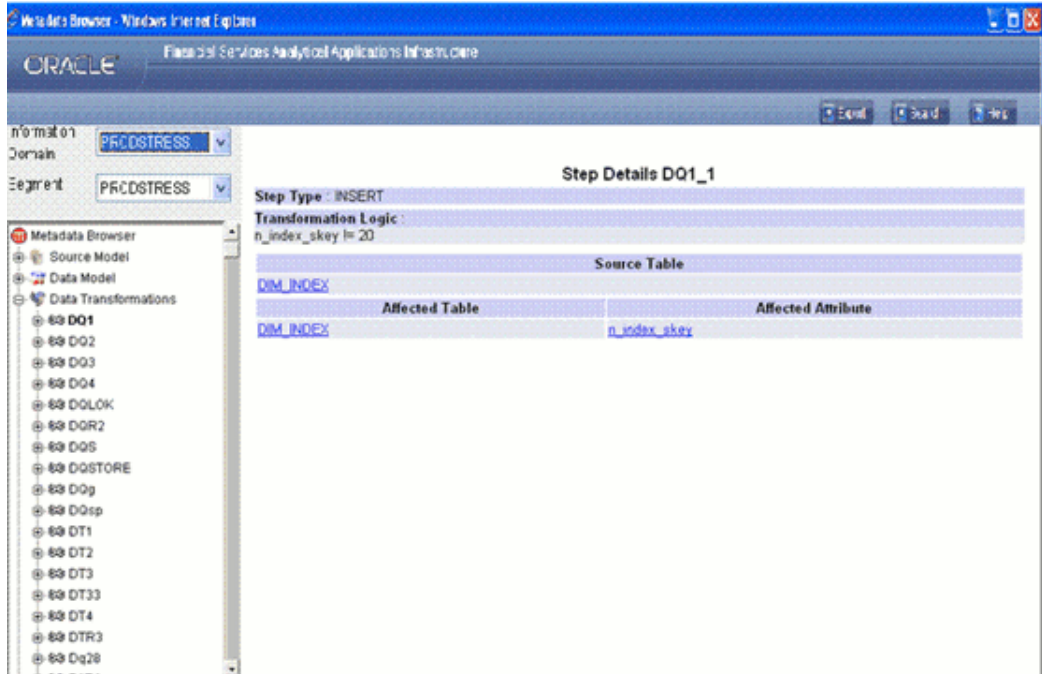 Metadata Browser - Windows Internet Explorer
ORACLE
Financial Services Analytical Applications Infrastructure
Export
Search
Help
Information
Domain
PRCDSTRESS
Segment
PRCDSTRESS
Metadata Browser
Source Model
Data Model
Data Transformations
DQ1
DQ2
DQ3
DQ4
DQLOK
DQR2
DQS
DQSTORE
DQg
DQsp
DT1
DT2
DT3
DT33
DT4
DTR3
Dq28
Step Details DQ1_1
Step Type : INSERT
Transformation Logic :
n_index_skey != 20
Source Table
DIM_INDEX
Affected Table Affected Attribute
DIM_INDEX n_index_skey